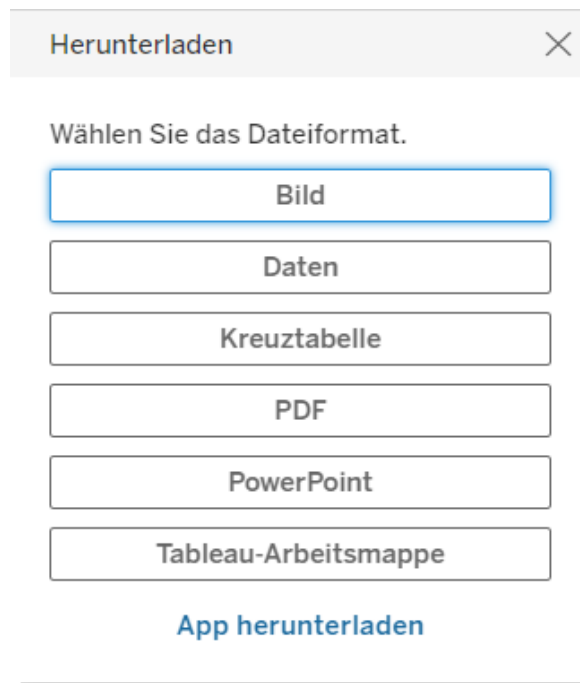 Herunterladen
Wählen Sie das Dateiformat.
Bild
Daten
Kreuztabelle
PDF
PowerPoint
Tableau-Arbeitsmappe
App herunterladen